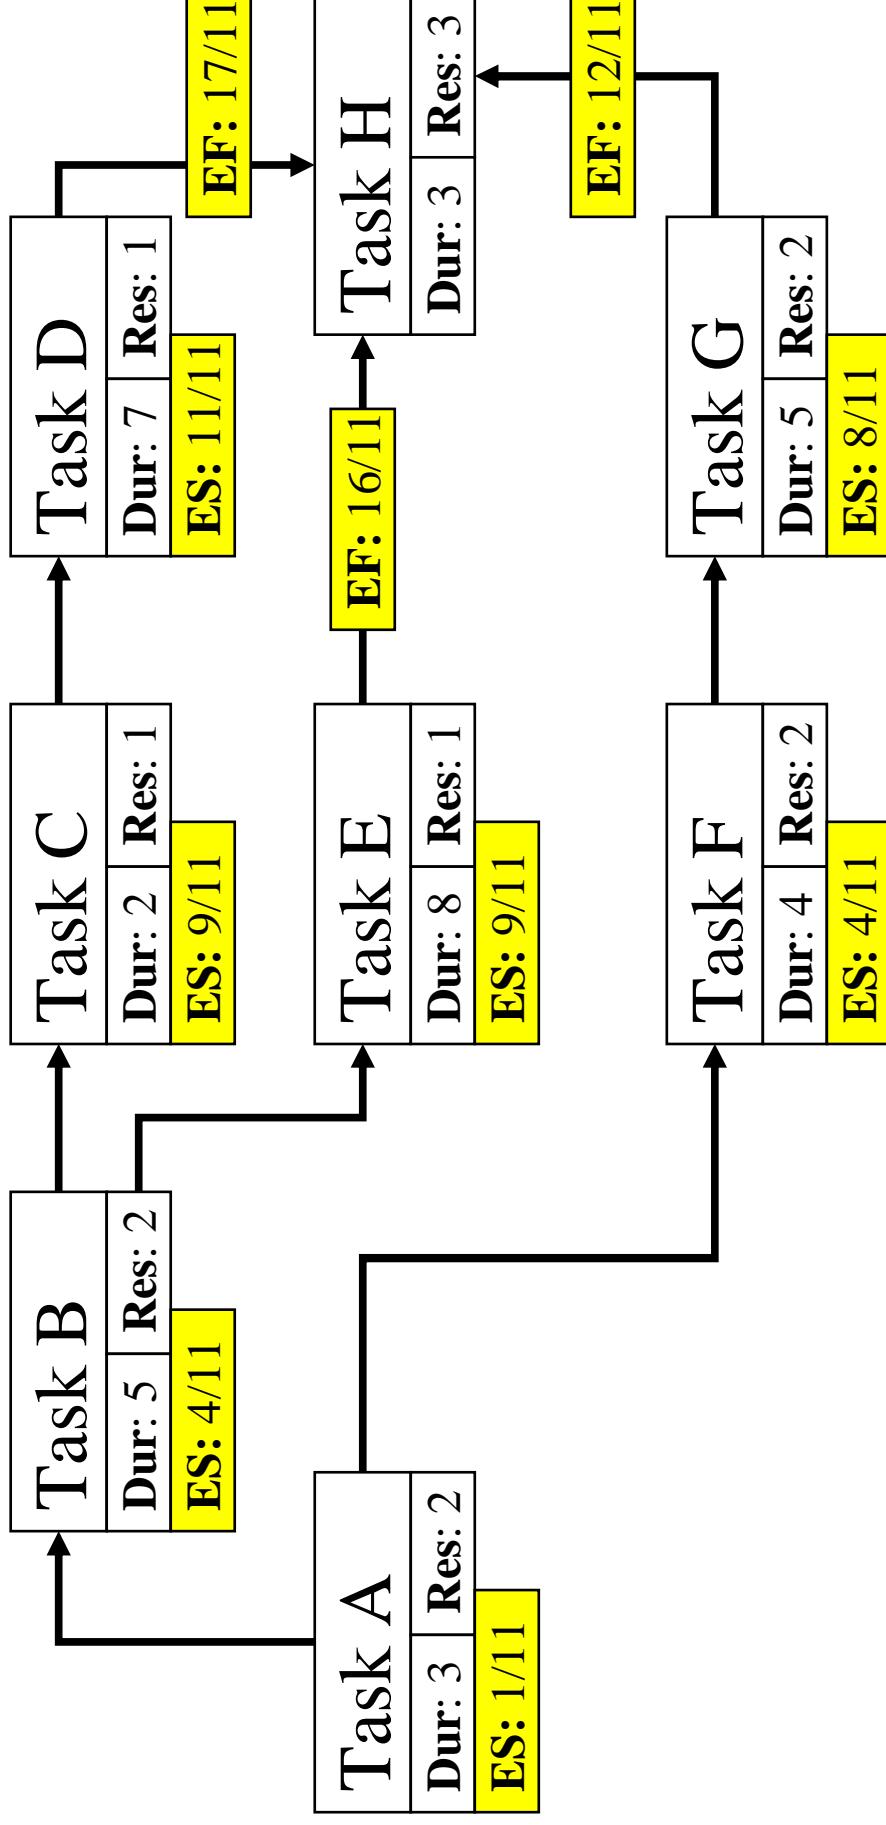 Task A
Dur: 3 Res: 2
ES: 1/11
Task B
Dur: 5 Res: 2
ES: 4/11
Task C
Dur: 2 Res: 1
ES: 9/11
Task D
Dur: 7 Res: 1
ES: 11/11
EF: 17/11
Task E
Dur: 8 Res: 1
ES: 9/11
EF: 16/11
Task F
Dur: 4 Res: 2
ES: 4/11
Task G
Dur: 5 Res: 2
ES: 8/11
EF: 12/11
Task H
Dur: 3 Res: 3